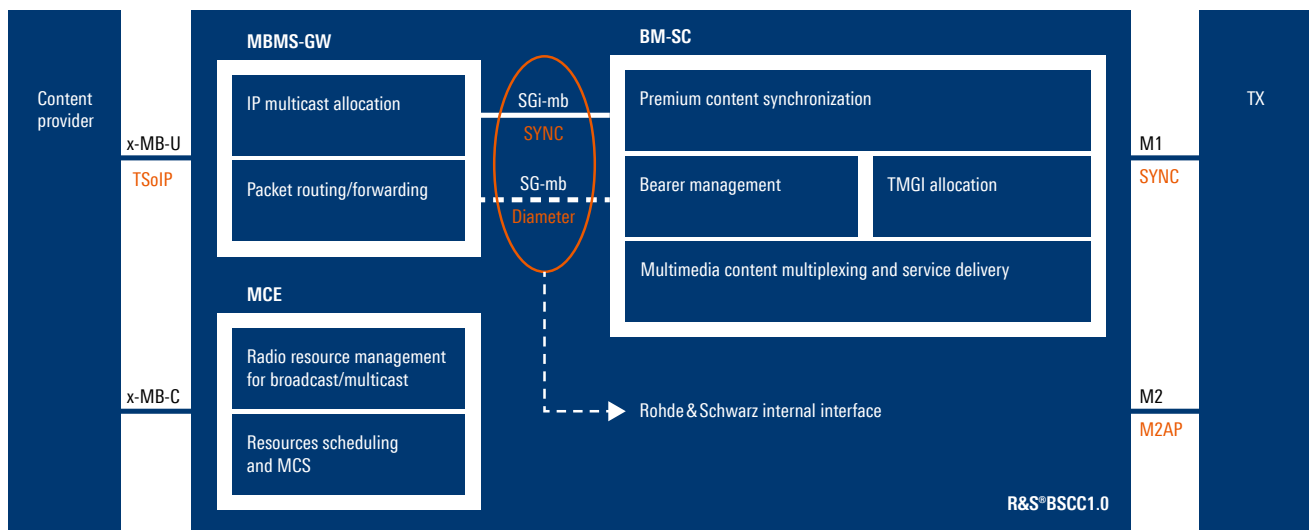 Content
provider
x-MB-U
TSoIP
x-MB-C
MBMS-GW
IP multicast allocation
Packet routing/forwarding
MCE
Radio resource management
for broadcast/multicast
Resources scheduling
and MCS
SGi-mb
SYNC
SG-mb
Diameter
BM-SC
Premium content synchronization
Bearer management
TMGI allocation
Multimedia content multiplexing and service delivery
Rohde & Schwarz internal interface
R&S®BSCC1.0
M1
SYNC
M2
M2AP
TX